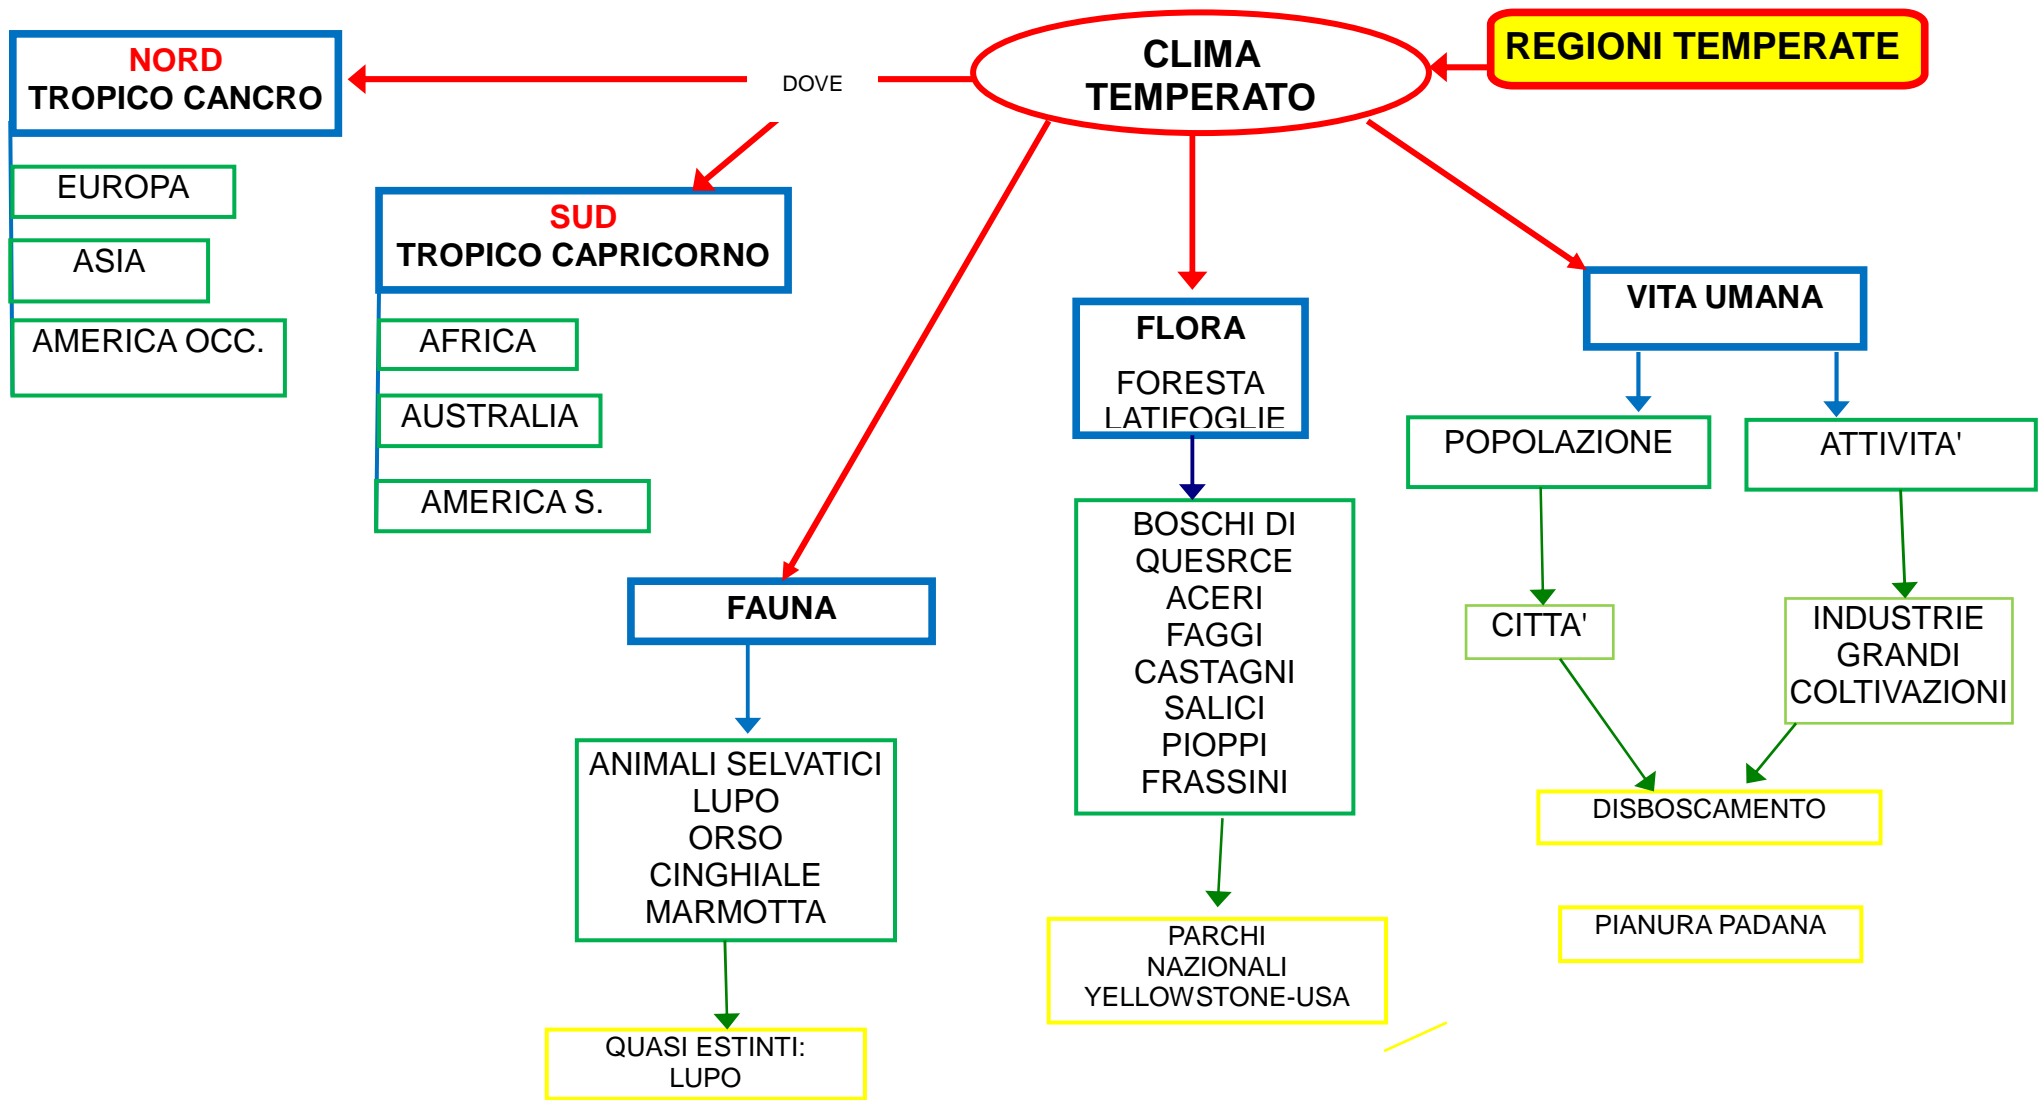 REGIONI TEMPERATE
CLIMA
TEMPERATO
DOVE
NORD
TROPICO CANCRO
EUROPA
ASIA
AMERICA OCC.
SUD
TROPICO CAPRICORNO
AFRICA
AUSTRALIA
AMERICA S.
FAUNA
ANIMALI SELVATICI
LUPO
ORSO
CINGHIALE
MARMOTTA
QUASI ESTINTI:
LUPO
FLORA
FORESTA
LATIFOGLIE
BOSCHI DI
QUESRCE
ACERI
FAGGI
CASTAGNI
SALICI
PIOPPI
FRASSINI
PARCHI
NAZIONALI
YELLOWSTONE-USA
VITA UMANA
POPOLAZIONE
ATTIVITA'
CITTA'
INDUSTRIE
GRANDI
COLTIVAZIONI
DISBOSCAMENTO
PIANURA PADANA